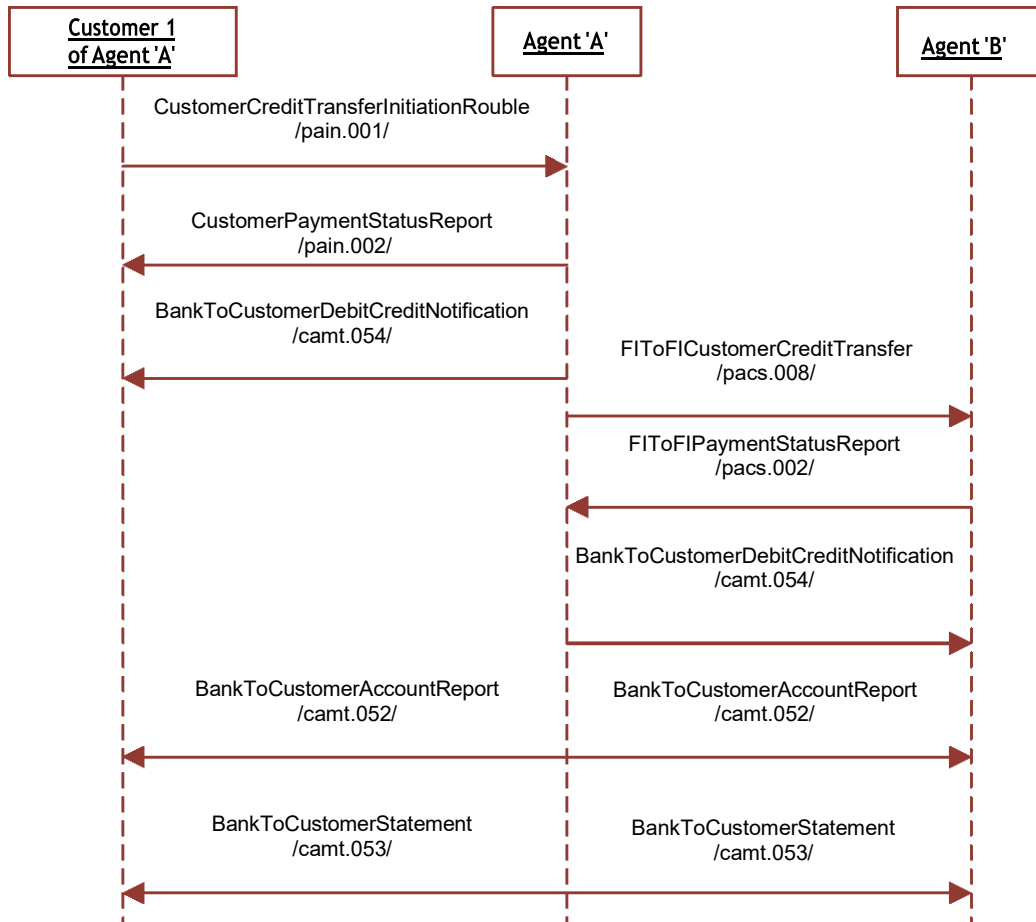 Customer 1
of Agent 'A'
Agent 'A'
Agent 'B'
CustomerCreditTransferInitiationRouble
/pain.001/
CustomerPaymentStatusReport
/pain.002/
BankToCustomerDebitCreditNotification
/camt.054/
FIToFICustomerCreditTransfer
/pacs.008/
FIToFIPaymentStatusReport
/pacs.002/
BankToCustomerDebitCreditNotification
/camt.054/
BankToCustomerAccountReport
/camt.052/
BankToCustomerAccountReport
/camt.052/
BankToCustomerStatement
/camt.053/
BankToCustomerStatement
/camt.053/